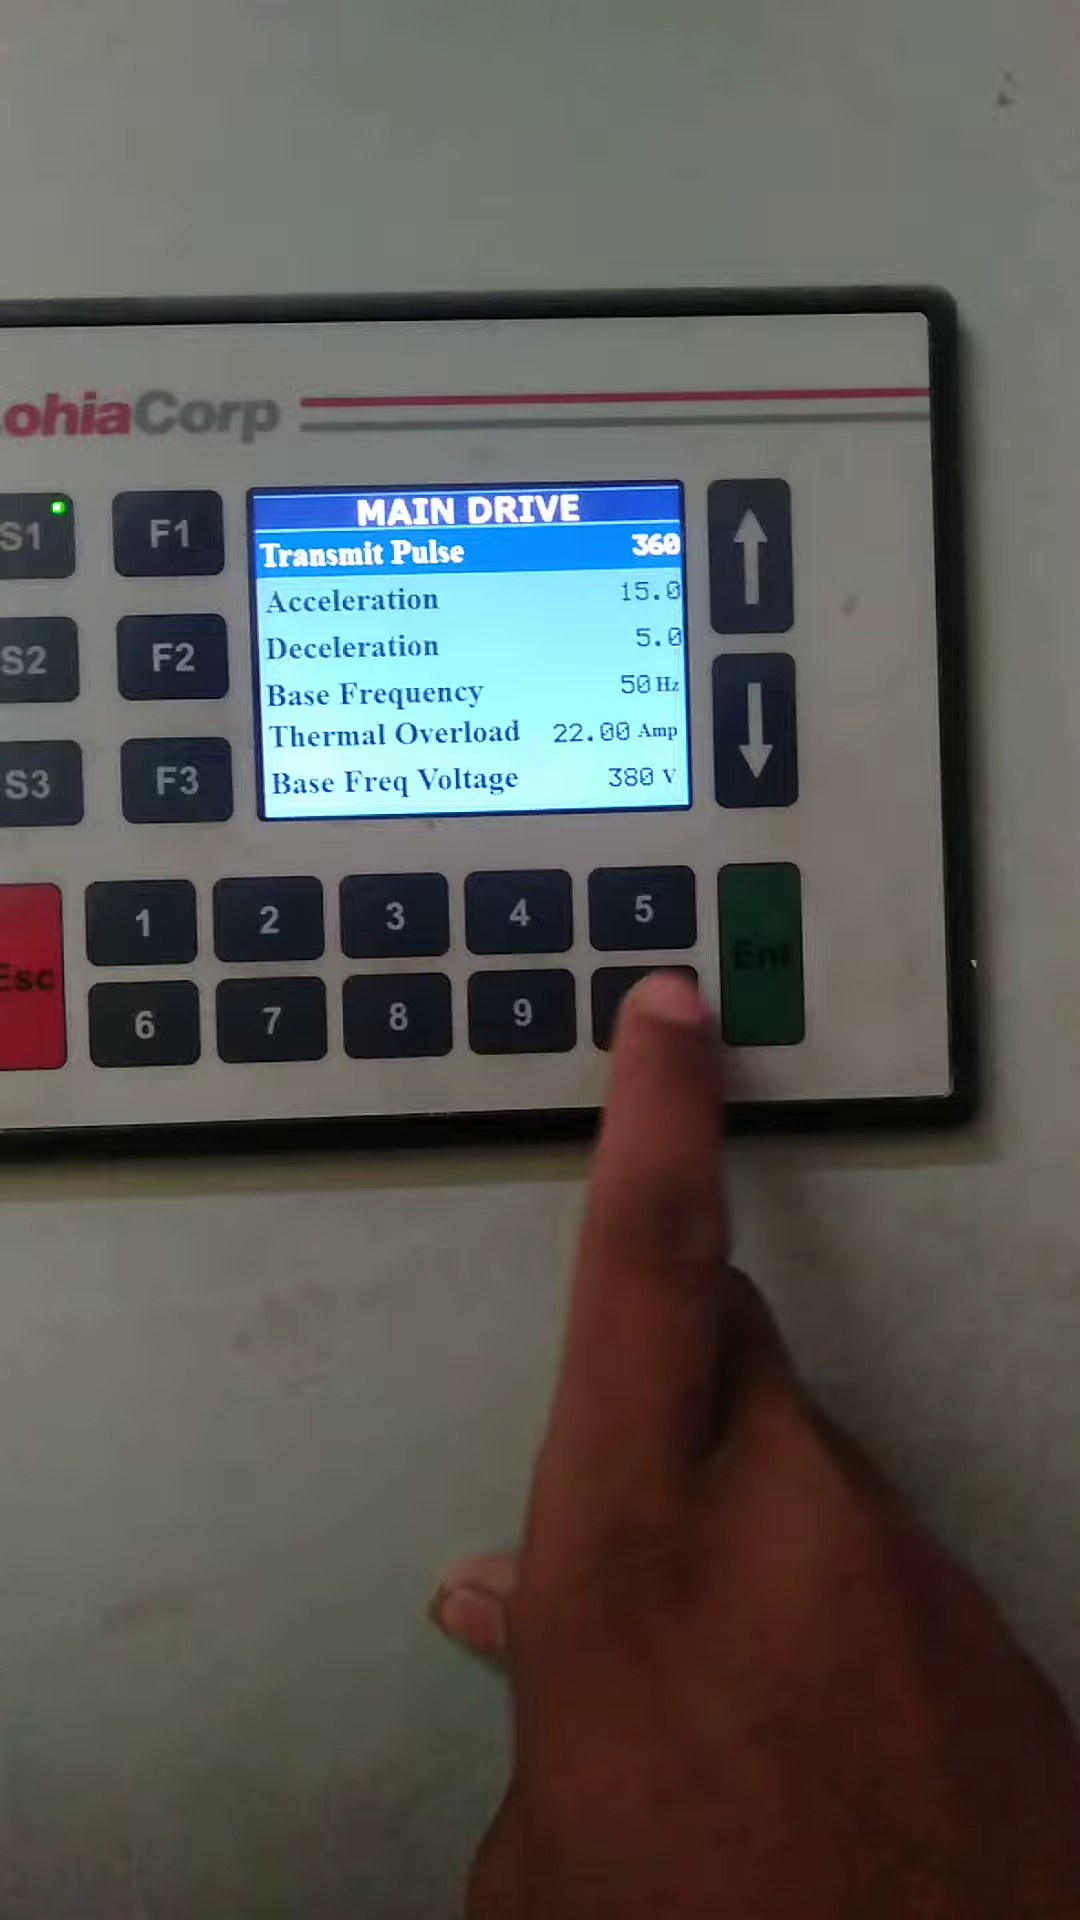 ohiaCorp
S1 F1
S2 F2
S3 F3
MAIN DRIVE
Transmit Pulse 360
Acceleration 15.0
Deceleration 5.0
Base Frequency 50 Hz
Thermal Overload 22.00 Amp
Base Freq Voltage 380 V
Esc
1 2 3 4 5
Ent
6 7 8 9